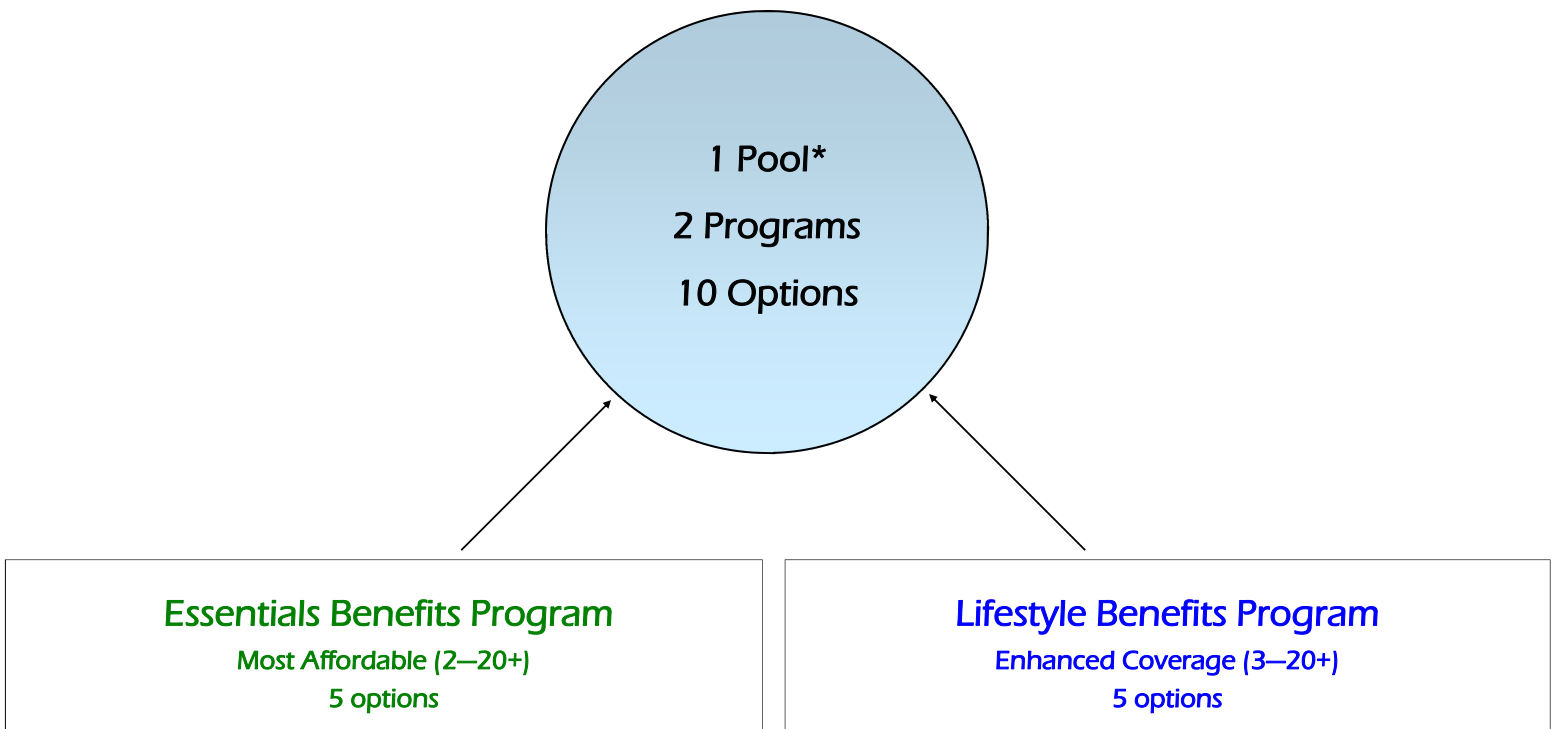 1 Pool*
2 Programs
10 Options
Essentials Benefits Program
Most Affordable (2—20+)
5 options
Lifestyle Benefits Program
Enhanced Coverage (3—20+)
5 options